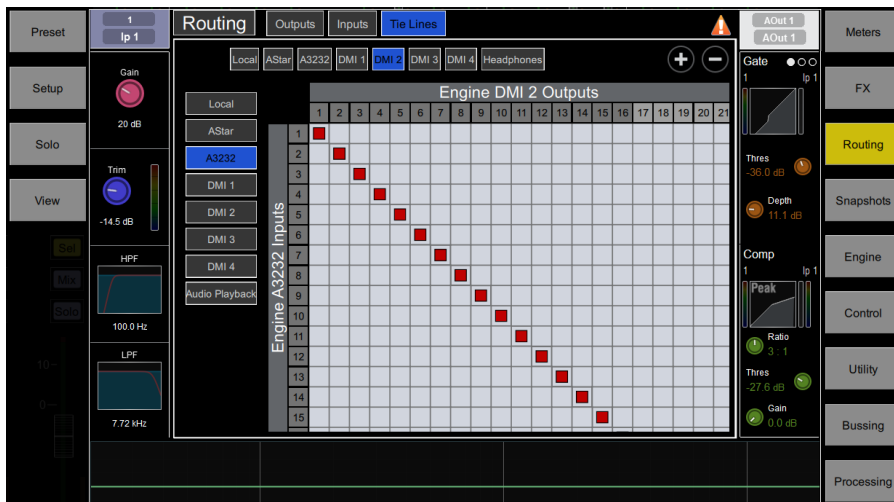 Preset
Setup
Solo
View
Sel
Mix
Solo
10-
0-
1
Ip 1
Gain
20 dB
Trim
-14.5 dB
HPF
100.0 Hz
LPF
7.72 kHz
Routing Outputs Inputs Tie Lines
Local AStar A3232 DMI 1 DMI 2 DMI 3 DMI 4 Headphones
+ −
Local
AStar
A3232
DMI 1
DMI 2
DMI 3
DMI 4
Audio Playback
Engine DMI 2 Outputs
1 2 3 4 5 6 7 8 9 10 11 12 13 14 15 16 17 18 19 20 21
Engine A3232 Inputs
1
2
3
4
5
6
7
8
9
10
11
12
13
14
15
AOut 1
AOut 1
Gate
1 Ip 1
Thres
-36.0 dB
Depth
11.1 dB
Comp
1 Ip 1
Peak
Ratio
3 : 1
Thres
-27.6 dB
Gain
0.0 dB
Meters
FX
Routing
Snapshots
Engine
Control
Utility
Bussing
Processing